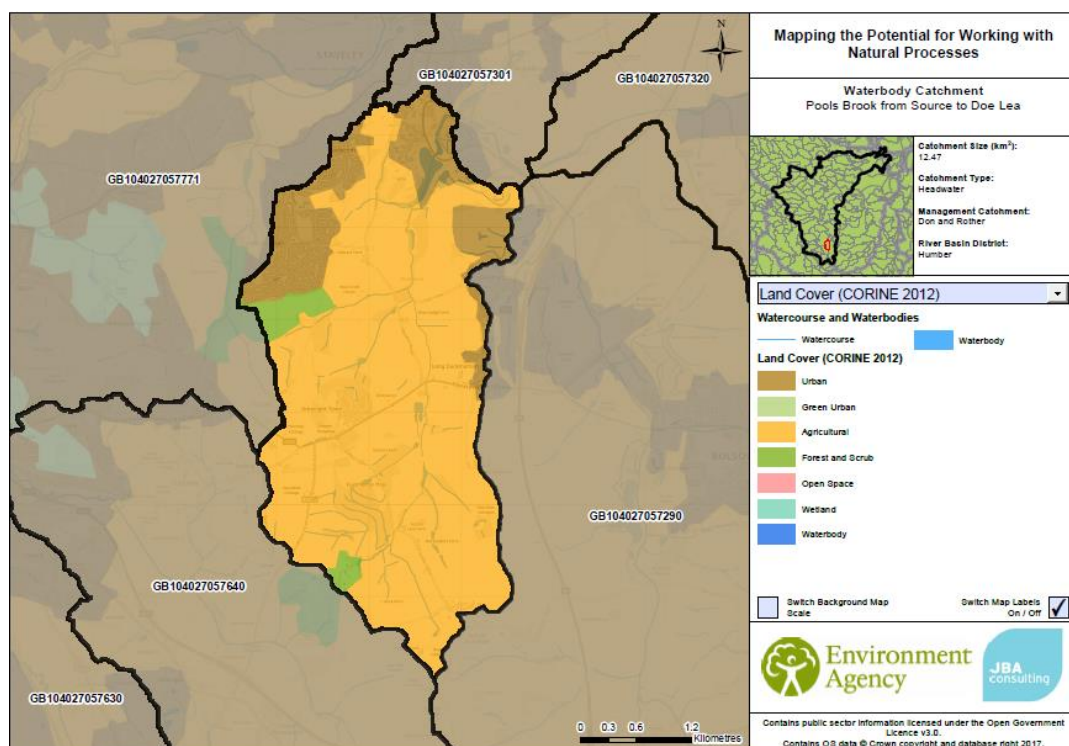 Mapping the Potential for Working with
Natural Processes
Waterbody Catchment
Pools Brook from Source to Doe Lea
Catchment Size (km²):
12.47
Catchment Type:
Headwater
Management Catchment:
Don and Rother
River Basin District:
Humber
Land Cover (CORINE 2012)
Watercourse and Waterbodies
Watercourse
Waterbody
Land Cover (CORINE 2012)
Urban
Green Urban
Agricultural
Forest and Scrub
Open Space
Wetland
Waterbody
Switch Background Map
Scale
Switch Map Labels
On / Off
Environment
Agency
JBA
consulting
Contains public sector information licensed under the Open Government
Licence v3.0.
Contains OS data © Crown copyright and database right 2017.
N
GB104027057301
GB104027057320
GB104027057771
GB104027057290
GB104027057640
GB104027057630
0 0.3 0.6 1.2
Kilometres